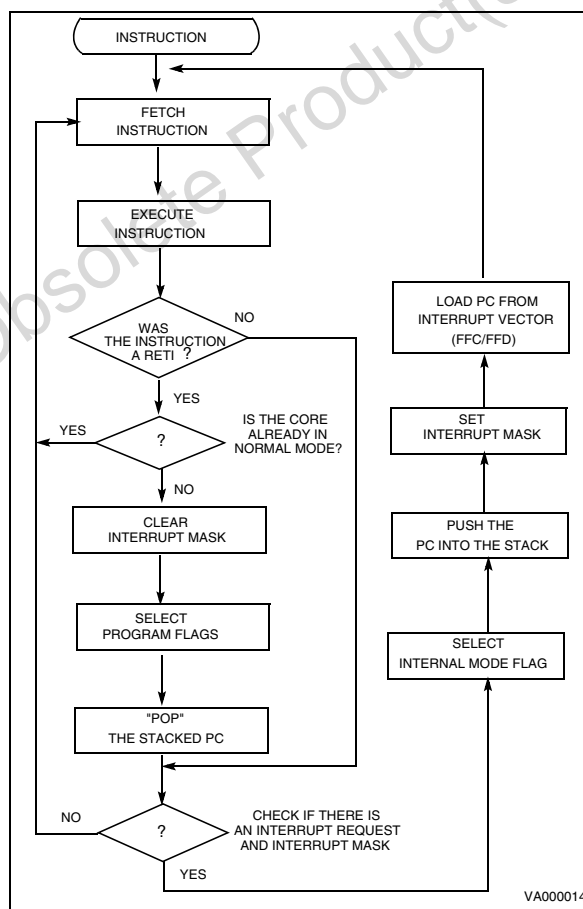 INSTRUCTION
FETCH
INSTRUCTION
EXECUTE
INSTRUCTION
WAS
THE INSTRUCTION
A RETI ?
NO
YES
?
IS THE CORE
ALREADY IN
NORMAL MODE?
YES
NO
CLEAR
INTERRUPT MASK
SELECT
PROGRAM FLAGS
"POP"
THE STACKED PC
?
CHECK IF THERE IS
AN INTERRUPT REQUEST
AND INTERRUPT MASK
NO
YES
LOAD PC FROM
INTERRUPT VECTOR
(FFC/FFD)
SET
INTERRUPT MASK
PUSH THE
PC INTO THE STACK
SELECT
INTERNAL MODE FLAG
VA000014
Obsolete Product(